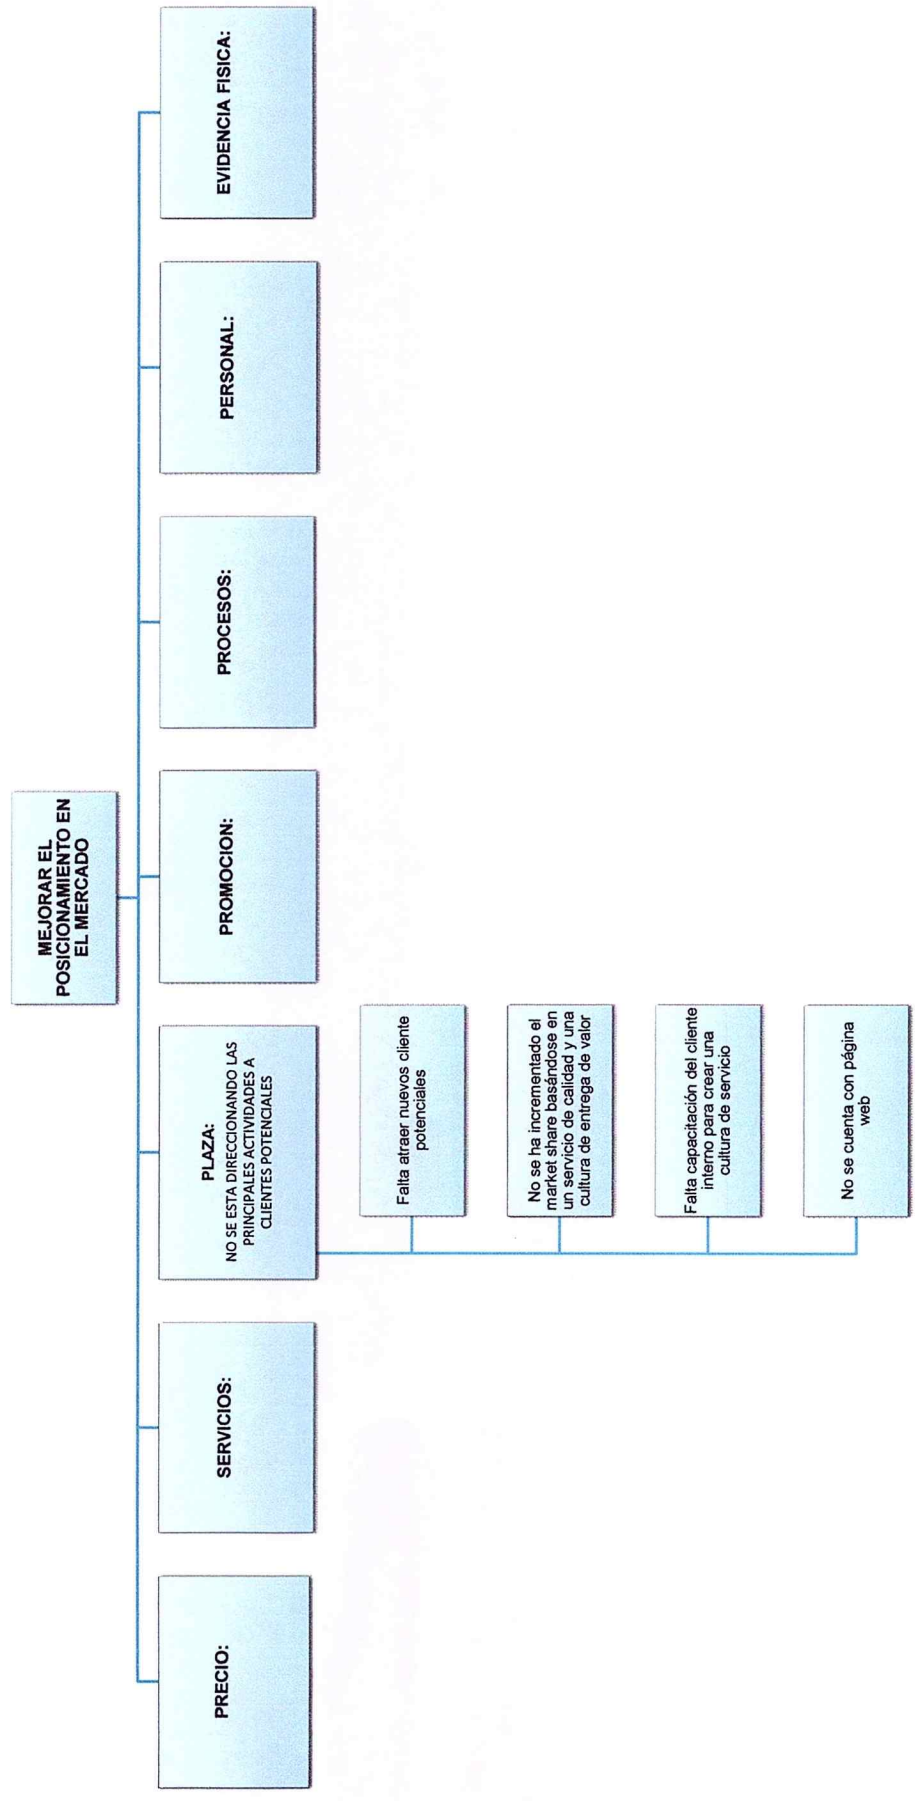 MEJORAR EL
POSICIONAMIENTO EN
EL MERCADO
PRECIO:
SERVICIOS:
PLAZA:
NO SE ESTA DIRECCIONANDO LAS
PRINCIPALES ACTIVIDADES A
CLIENTES POTENCIALES
PROMOCION:
PROCESOS:
PERSONAL:
EVIDENCIA FISICA:
Falta atraer nuevos cliente
potenciales
No se ha incrementado el
market share basándose en
un servicio de calidad y una
cultura de entrega de valor
Falta capacitación del cliente
interno para crear una
cultura de servicio
No se cuenta con página
web